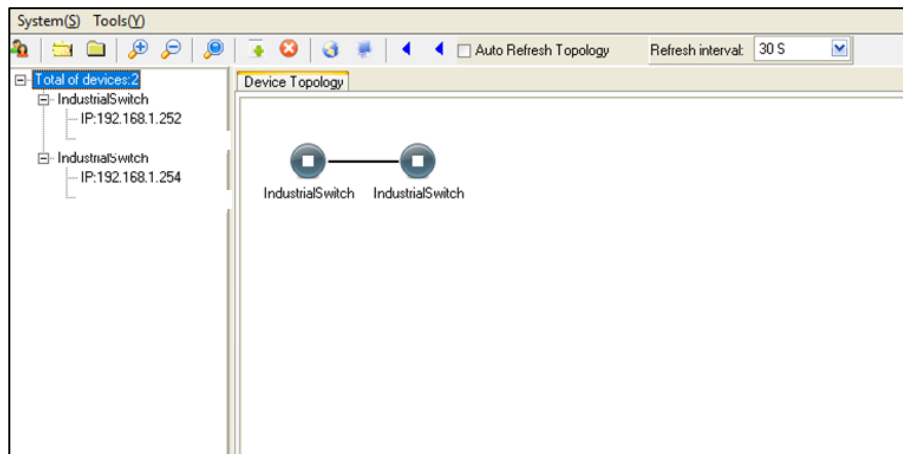 System(S) Tools(Y)
Auto Refresh Topology Refresh interval: 30 S
Total of devices:2
IndustrialSwitch
IP:192.168.1.252
IndustrialSwitch
IP:192.168.1.254
Device Topology
IndustrialSwitch IndustrialSwitch